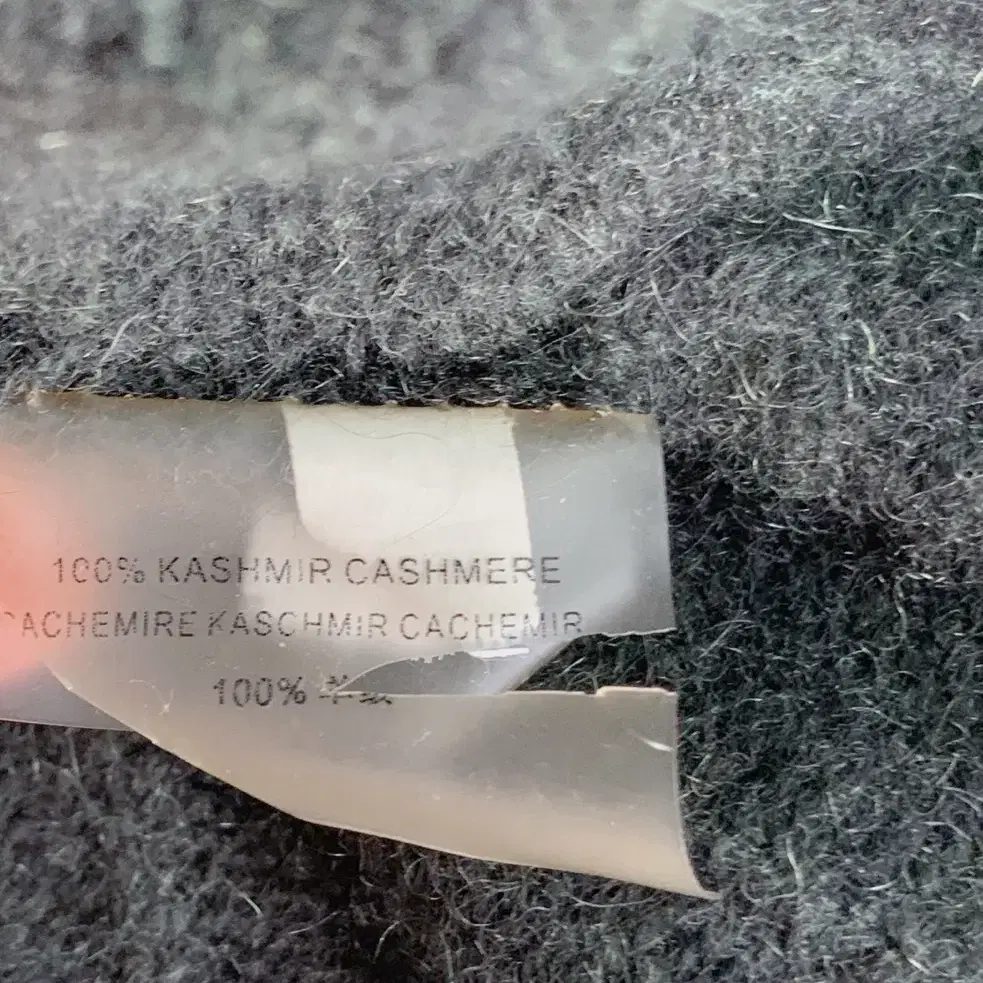 100% KASHMIR CASHMERE
CACHEMIRE KASCHMIR CACHEMIR
100%